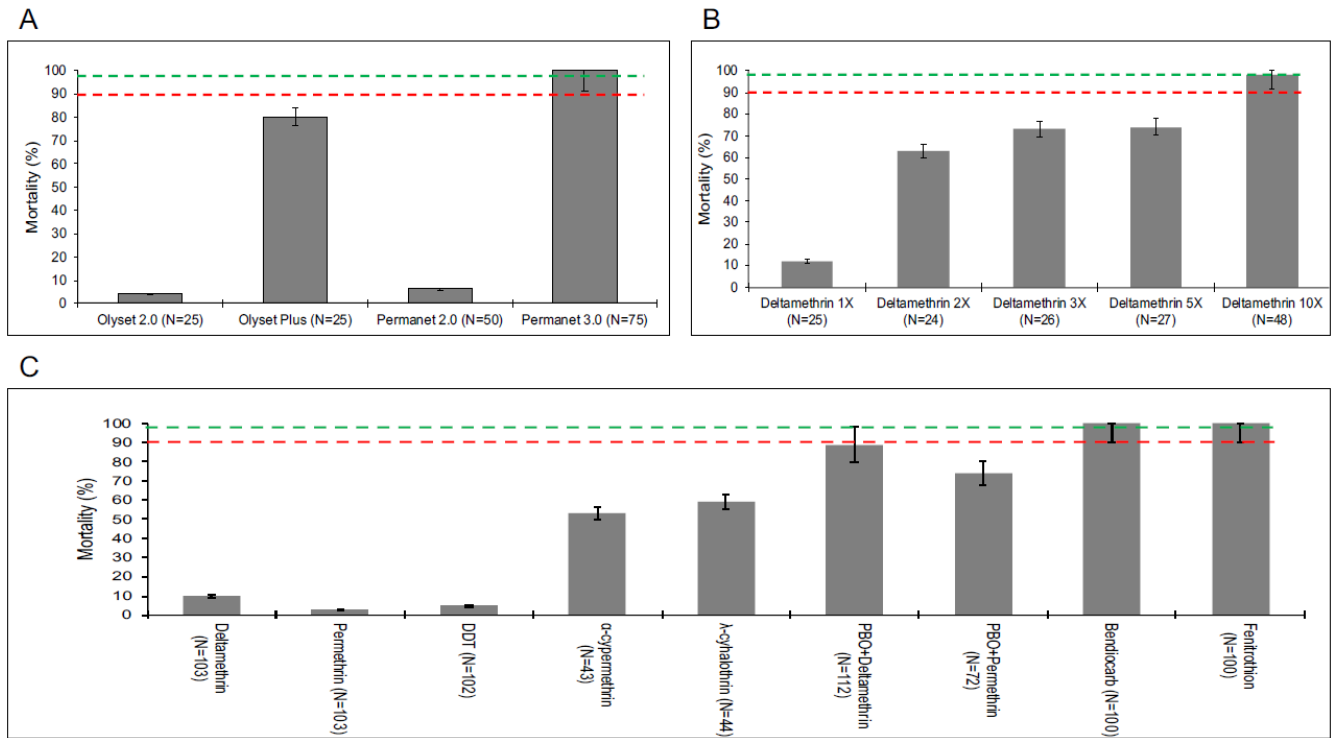 A
Mortality (%)
100
90
80
70
60
50
40
30
20
10
0
Olyset 2.0 (N=25)
Olyset Plus (N=25)
Permanet 2.0 (N=50)
Permanet 3.0 (N=75)
B
Mortality (%)
100
90
80
70
60
50
40
30
20
10
0
Deltamethrin 1X
(N=25)
Deltamethrin 2X
(N=24)
Deltamethrin 3X
(N=26)
Deltamethrin 5X
(N=27)
Deltamethrin 10X
(N=48)
C
Mortality (%)
100
90
80
70
60
50
40
30
20
10
0
Deltamethrin
(N=103)
Permethrin (N=103)
DDT (N=102)
α-cypermethrin
(N=43)
λ-cyhalothrin (N=44)
PBO+Deltamethrin
(N=112)
PBO+Permethrin
(N=72)
Bendiocarb (N=100)
Fenitrothion
(N=100)